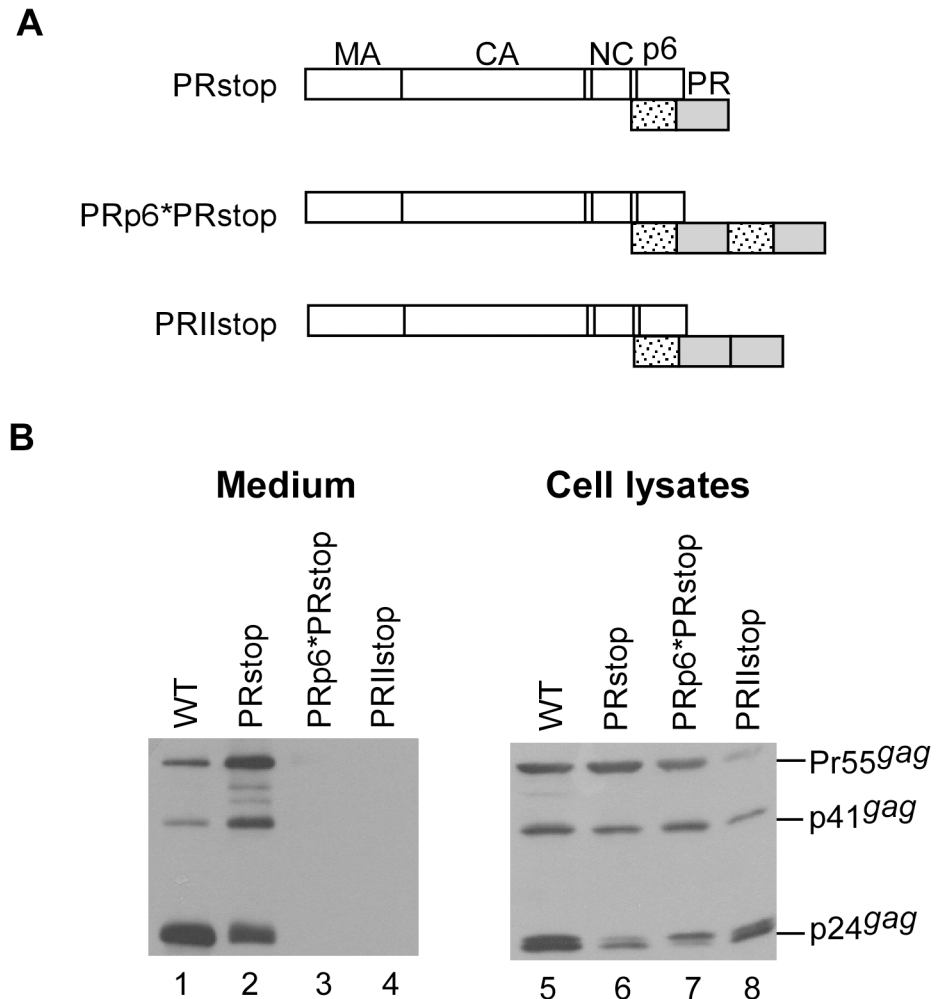 A
MA CA NC p6
PRstop PR
PRp6*PRstop
PRIIstop
B
Medium Cell lysates
WT PRstop PRp6*PRstop PRIIstop WT PRstop PRp6*PRstop PRIIstop
Pr55gag
p41gag
p24gag
1 2 3 4 5 6 7 8